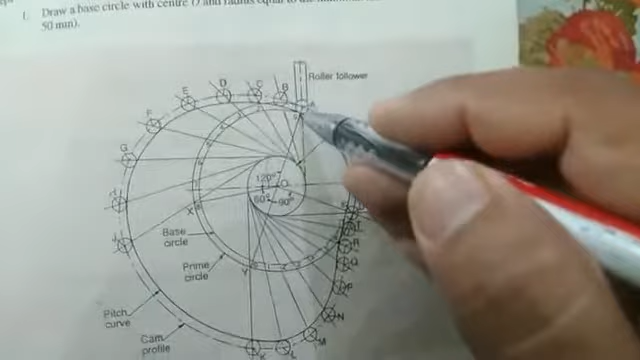 1. Draw a base circle with centre O and radius equal to the
50 mm).
D
C
B
Roller follower
E
A
F
G
120°
O
H
60°
90°
X
J
Base
circle
Prime
circle
Y
R
Q
P
N
M
L
K
Pitch
curve
Cam
profile